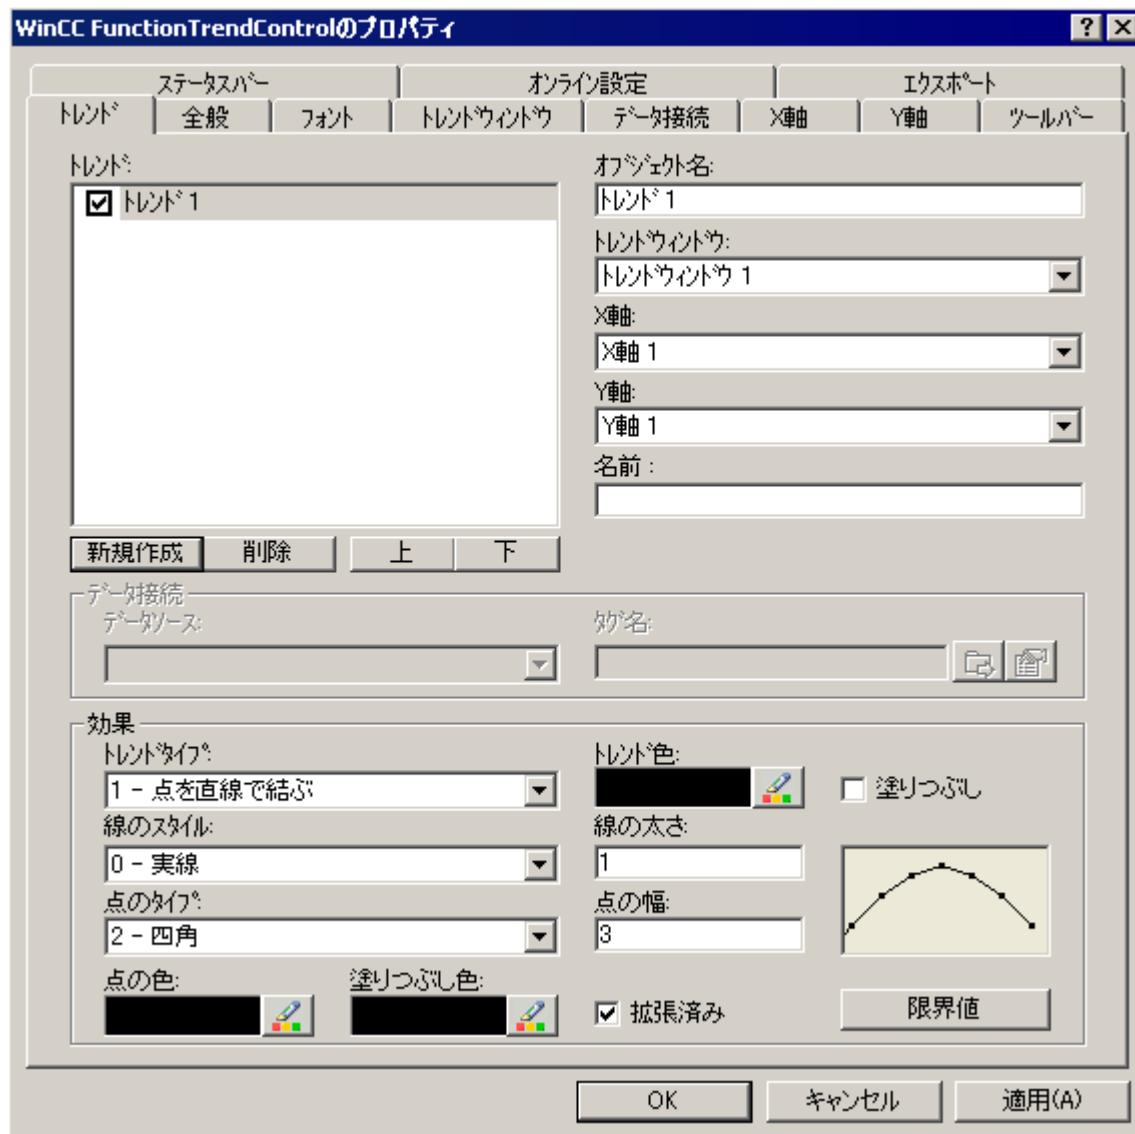 WinCC FunctionTrendControlのプロパティ
ステータスバー オンライン設定 エクスポート
トレンド 全般 フォント トレンドウィンドウ データ接続 X軸 Y軸 ツールバー
トレンド:
トレンド 1
オブジェクト名:
トレンド 1
トレンドウィンドウ:
トレンドウィンドウ 1
X軸:
X軸 1
Y軸:
Y軸 1
名前 :
新規作成 削除 上 下
データ接続
データソース: タグ名:
効果
トレンドタイプ: トレンド色:
1 - 点を直線で結ぶ 塗りつぶし
線のスタイル: 線の太さ:
0 - 実線 1
点のタイプ: 点の幅:
2 - 四角 3
点の色: 塗りつぶし色:
拡張済み 限界値
OK キャンセル 適用(A)